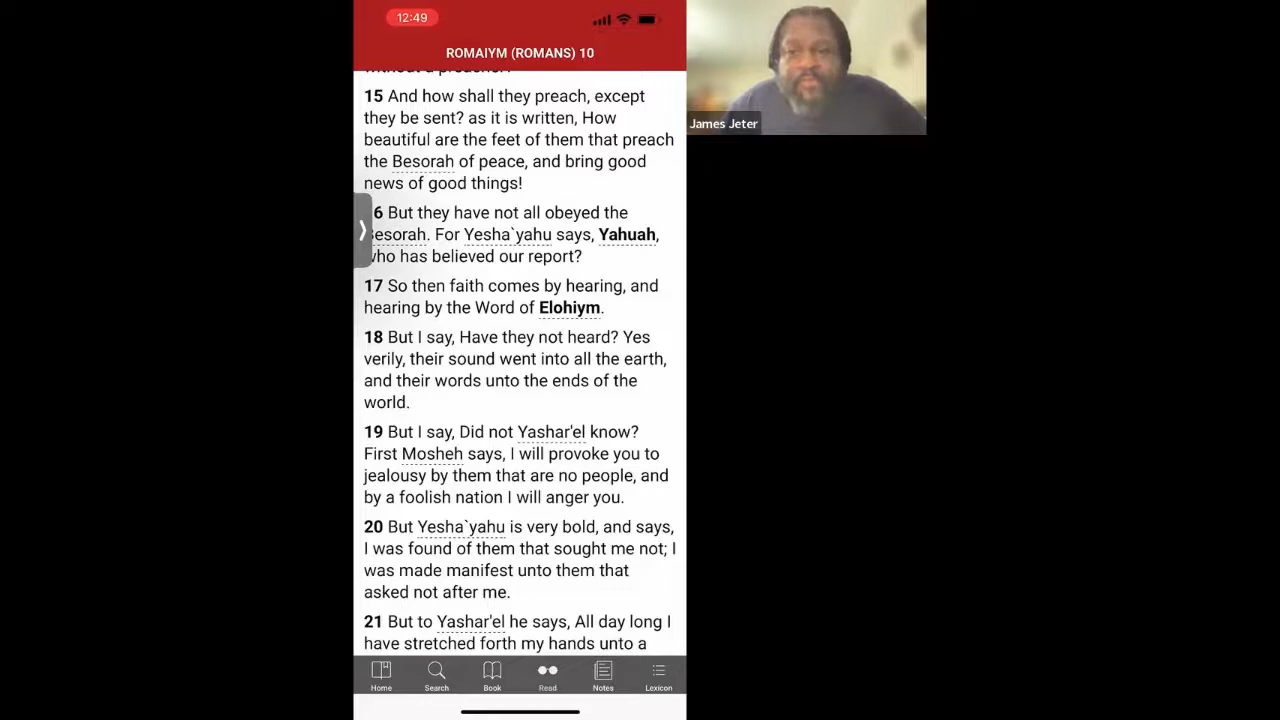 12:49
ROMAIYM (ROMANS) 10
without a preacher?
15 And how shall they preach, except
they be sent? as it is written, How
beautiful are the feet of them that preach
the Besorah of peace, and bring good
news of good things!
6 But they have not all obeyed the
Besorah. For Yesha`yahu says, Yahuah,
who has believed our report?
17 So then faith comes by hearing, and
hearing by the Word of Elohiym.
18 But I say, Have they not heard? Yes
verily, their sound went into all the earth,
and their words unto the ends of the
world.
19 But I say, Did not Yashar'el know?
First Mosheh says, I will provoke you to
jealousy by them that are no people, and
by a foolish nation I will anger you.
20 But Yesha`yahu is very bold, and says,
I was found of them that sought me not; I
was made manifest unto them that
asked not after me.
21 But to Yashar'el he says, All day long I
have stretched forth my hands unto a
Home Search Book Read Notes Lexicon
James Jeter